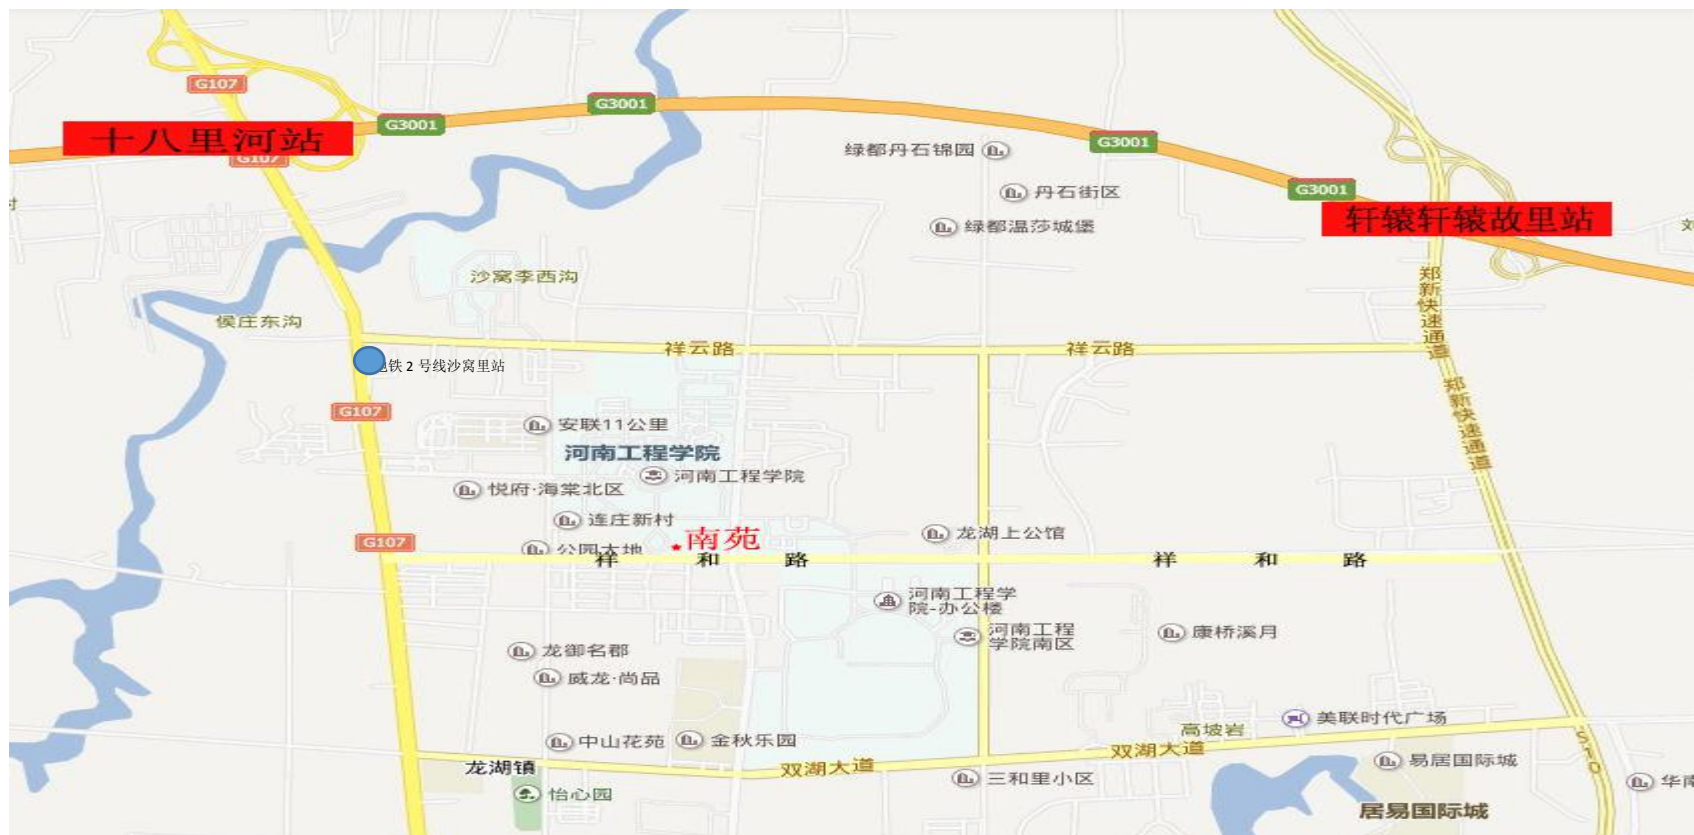 G107
G3001
G3001
十八里河站
G107
G3001
绿都丹石锦园
丹石街区
G3001
绿都温莎城堡
轩辕轩辕故里站
沙窝李西沟
侯庄东沟
郑新快速通道
祥云路
祥云路
铁 2 号线沙窝里站
G107
安联11公里
河南工程学院
河南工程学院
郑新快速通道
悦府·海棠北区
连庄新村
南苑
龙湖上公馆
G107
公园大地
祥 和 路
祥 和 路
河南工程学
院-办公楼
河南工程
学院南区
康桥溪月
龙御名郡
威龙·尚品
美联时代广场
高坡岩
中山花苑
金秋乐园
双湖大道
龙湖镇
双湖大道
三和里小区
易居国际城
怡心园
居易国际城
S102
华南